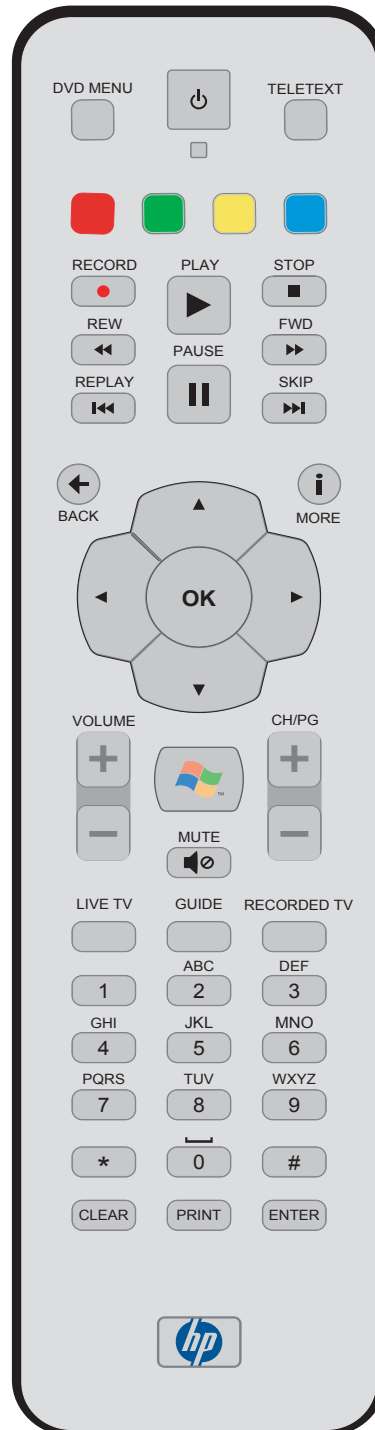 DVD MENU TELETEXT
RECORD PLAY STOP
REW FWD
PAUSE
REPLAY SKIP
i
BACK MORE
OK
VOLUME CH/PG
+ +
TM
− −
MUTE
LIVE TV GUIDE RECORDED TV
ABC DEF
1 2 3
GHI JKL MNO
4 5 6
PQRS TUV WXYZ
7 8 9
* 0 #
CLEAR PRINT ENTER
hp